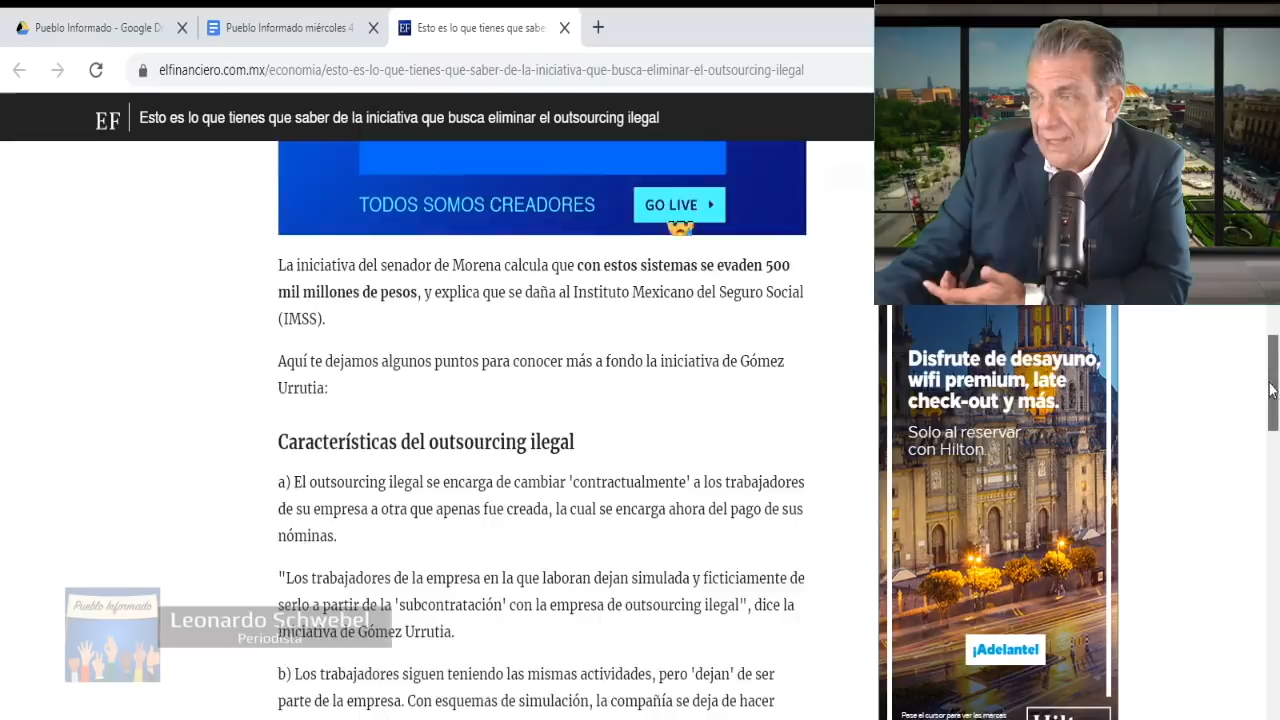 Pueblo Informado - Google D
Pueblo Informado miércoles 4
EF Esto es lo que tienes que sabe
elfinanciero.com.mx/economia/esto-es-lo-que-tienes-que-saber-de-la-iniciativa-que-busca-eliminar-el-outsourcing-ilegal
EF Esto es lo que tienes que saber de la iniciativa que busca eliminar el outsourcing ilegal
TODOS SOMOS CREADORES
GO LIVE
La iniciativa del senador de Morena calcula que con estos sistemas se evaden 500
mil millones de pesos, y explica que se daña al Instituto Mexicano del Seguro Social
(IMSS).
Aquí te dejamos algunos puntos para conocer más a fondo la iniciativa de Gómez
Urrutia:
Características del outsourcing ilegal
a) El outsourcing ilegal se encarga de cambiar 'contractualmente' a los trabajadores
de su empresa a otra que apenas fue creada, la cual se encarga ahora del pago de sus
nóminas.
"Los trabajadores de la empresa en la que laboran dejan simulada y ficticiamente de
serlo a partir de la 'subcontratación' con la empresa de outsourcing ilegal", dice la
iniciativa de Gómez Urrutia.
b) Los trabajadores siguen teniendo las mismas actividades, pero 'dejan' de ser
parte de la empresa. Con esquemas de simulación, la compañía se deja de hacer
Pueblo Informado
Leonardo Schwebel
Periodista
Disfrute de desayuno,
wifi premium, late
check-out y más.
Solo al reservar
con Hilton.
¡Adelante!
Pase el cursor para ver las marcas
Hilton